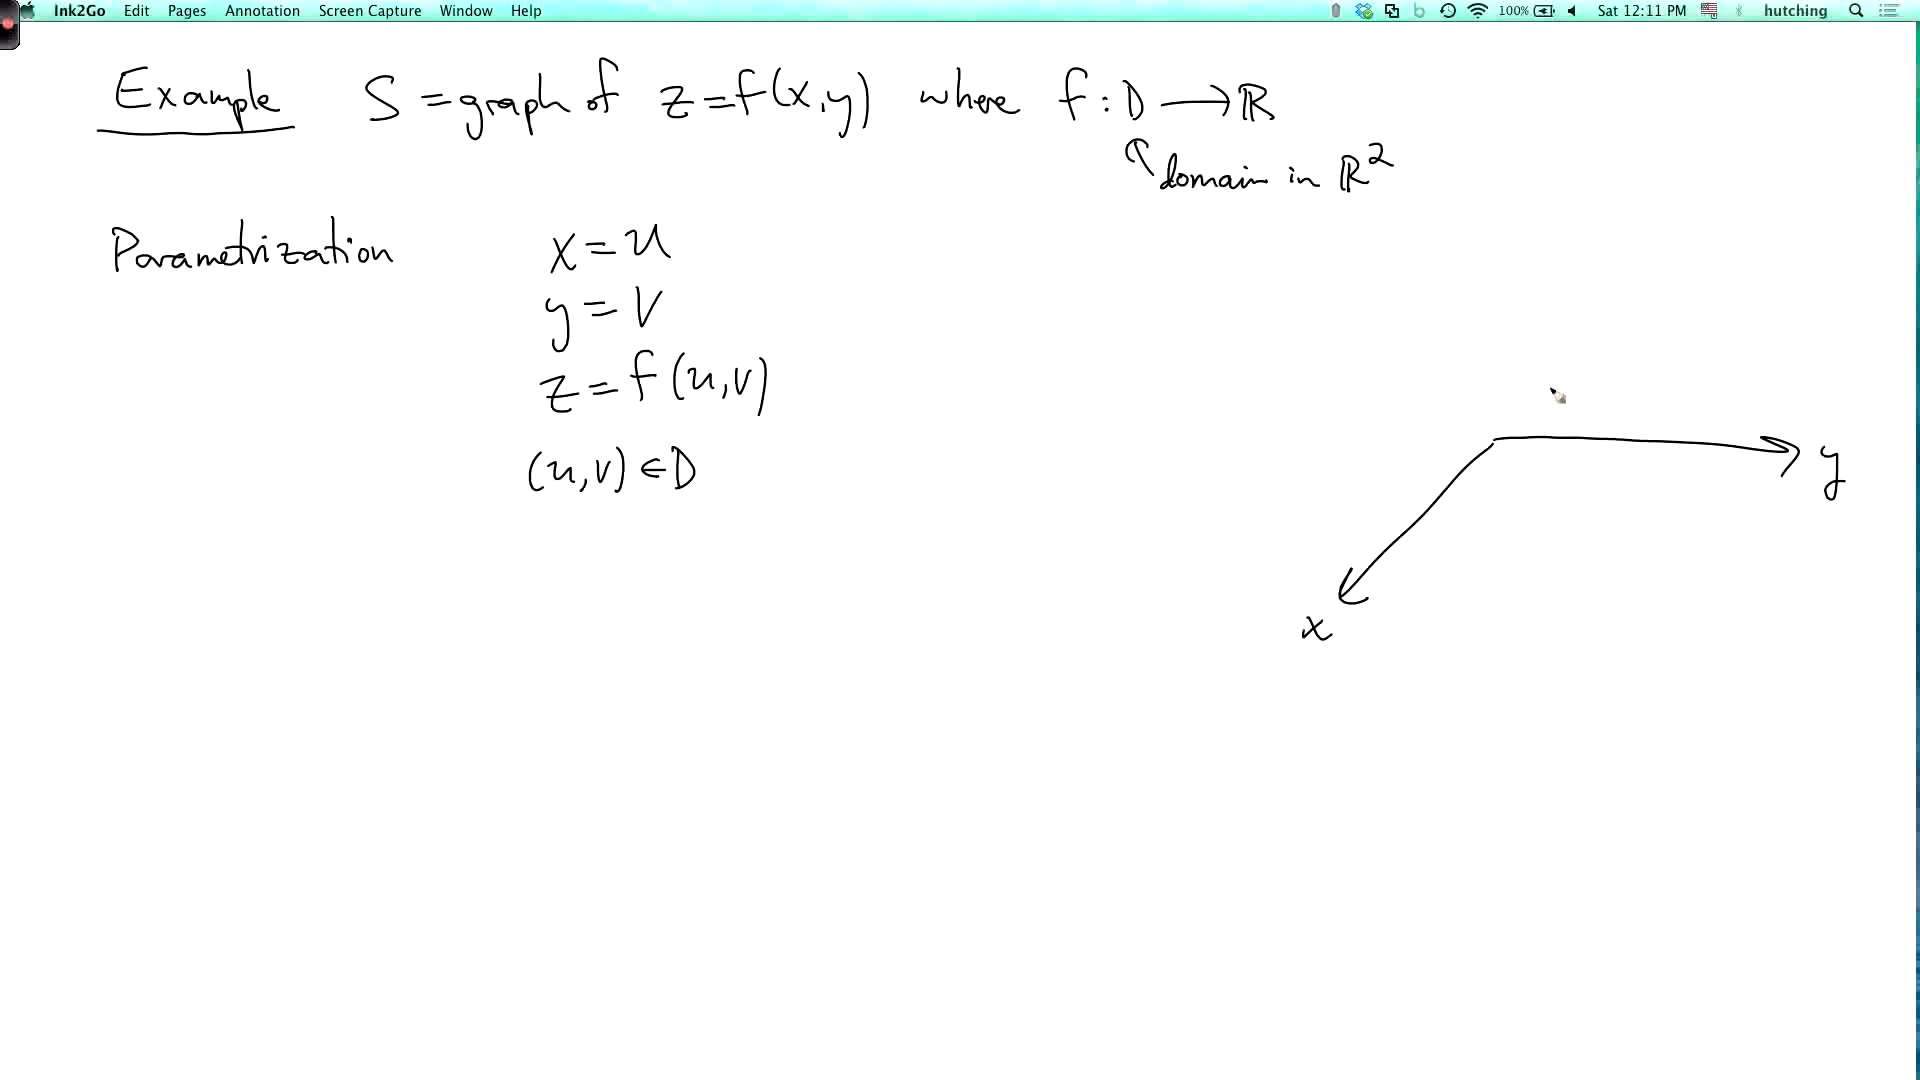 Ink2Go Edit Pages Annotation Screen Capture Window Help 100% Sat 12:11 PM hutching
Example S = graph of z = f(x,y) where f : D → ℝ
domain in ℝ²
Parametrization x = u
y = v
z = f(u,v)
(u,v) ∈ D
y
x